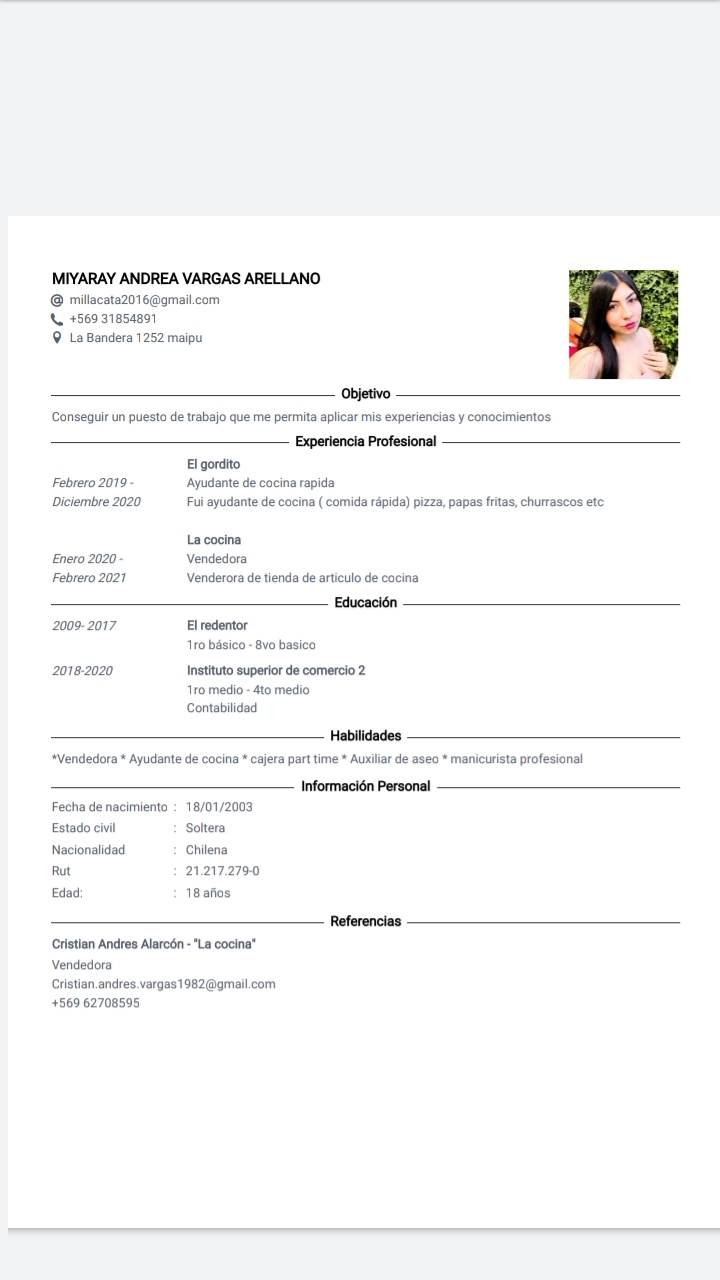 MIYARAY ANDREA VARGAS ARELLANO
millacata2016@gmail.com
+569 31854891
La Bandera 1252 maipu
Objetivo
Conseguir un puesto de trabajo que me permita aplicar mis experiencias y conocimientos
Experiencia Profesional
El gordito
Febrero 2019 - Ayudante de cocina rapida
Diciembre 2020 Fui ayudante de cocina ( comida rápida) pizza, papas fritas, churrascos etc
La cocina
Enero 2020 - Vendedora
Febrero 2021 Venderora de tienda de articulo de cocina
Educación
2009- 2017 El redentor
1ro básico - 8vo basico
2018-2020 Instituto superior de comercio 2
1ro medio - 4to medio
Contabilidad
Habilidades
*Vendedora * Ayudante de cocina * cajera part time * Auxiliar de aseo * manicurista profesional
Información Personal
Fecha de nacimiento : 18/01/2003
Estado civil : Soltera
Nacionalidad : Chilena
Rut : 21.217.279-0
Edad: : 18 años
Referencias
Cristian Andres Alarcón - "La cocina"
Vendedora
Cristian.andres.vargas1982@gmail.com
+569 62708595